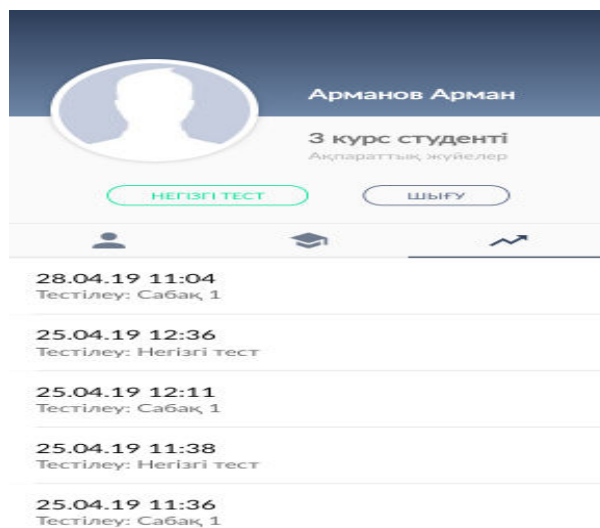 Арманов Арман
3 курс студенті
Ақпараттық жүйелер
НЕГІЗГІ ТЕСТ
ШЫҒУ
28.04.19 11:04
Тестілеу: Сабақ 1
25.04.19 12:36
Тестілеу: Негізгі тест
25.04.19 12:11
Тестілеу: Сабақ 1
25.04.19 11:38
Тестілеу: Негізгі тест
25.04.19 11:36
Тестілеу: Сабақ 1